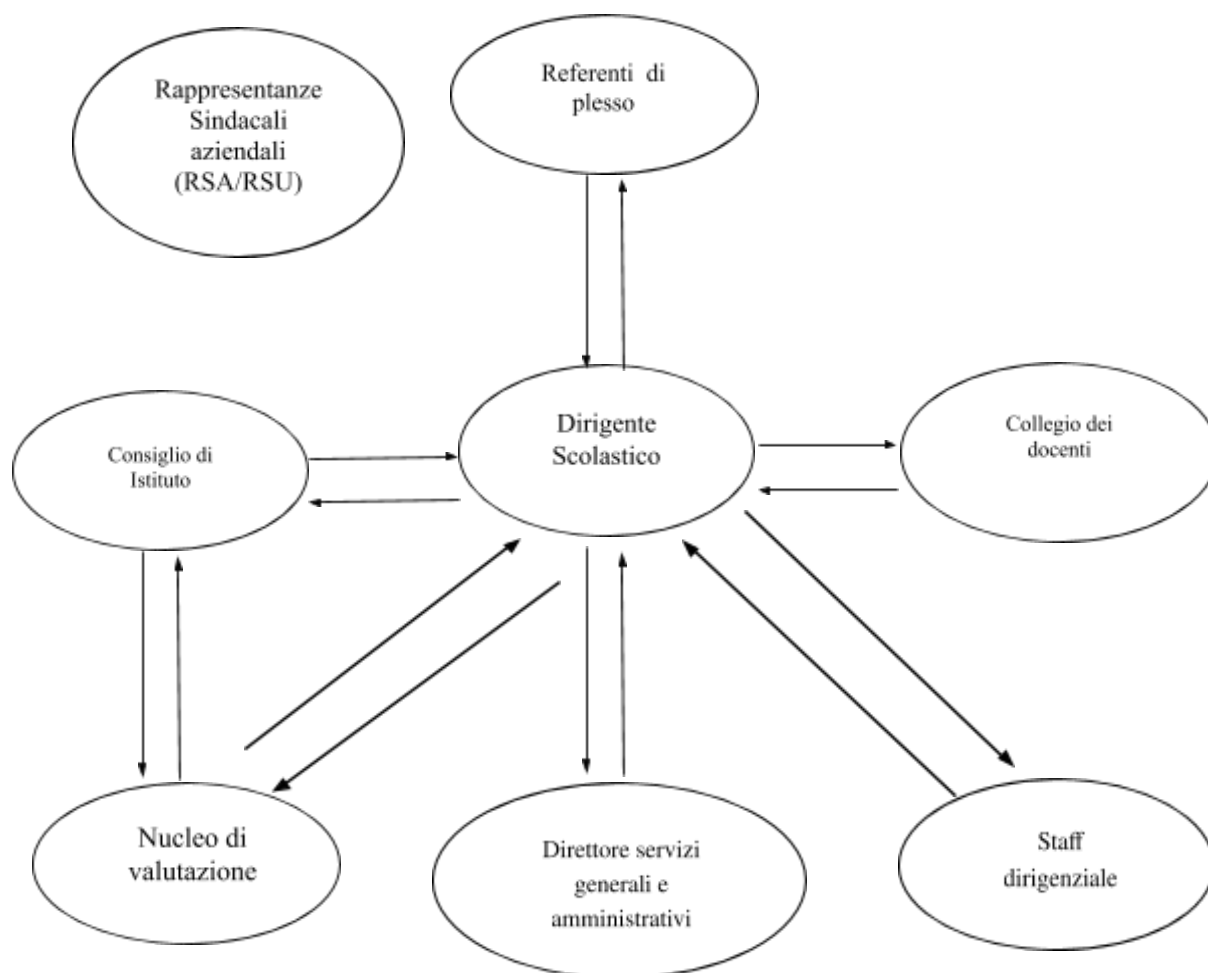 Rappresentanze
Sindacali
aziendali
(RSA/RSU)
Referenti di
plesso
Consiglio di
Istituto
Dirigente
Scolastico
Collegio dei
docenti
Nucleo di
valutazione
Direttore servizi
generali e
amministrativi
Staff
dirigenziale